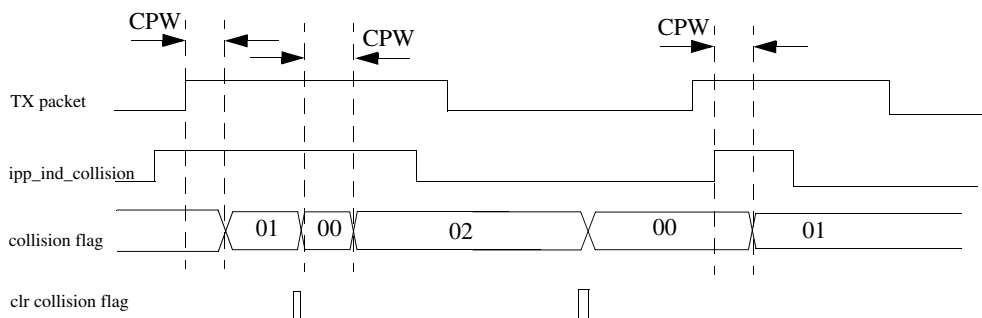 CPW
CPW
CPW
TX packet
ipp_ind_collision
collision flag
01
00
02
00
01
clr collision flag